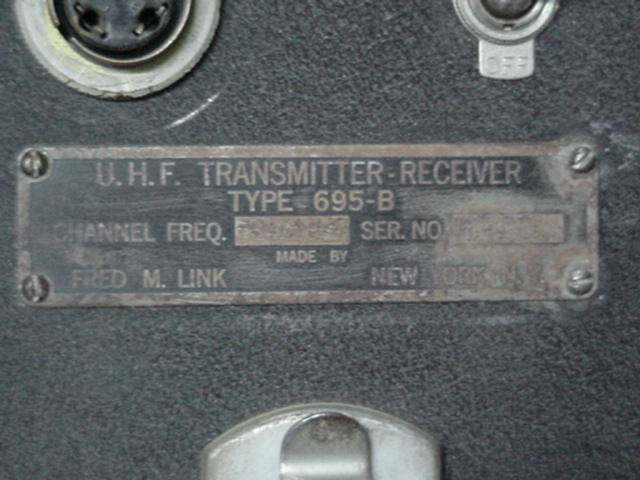 OFF
U.H.F. TRANSMITTER-RECEIVER
TYPE 695-B
CHANNEL FREQ. SER. NO
MADE BY
FRED M. LINK NEW YORK N.Y.